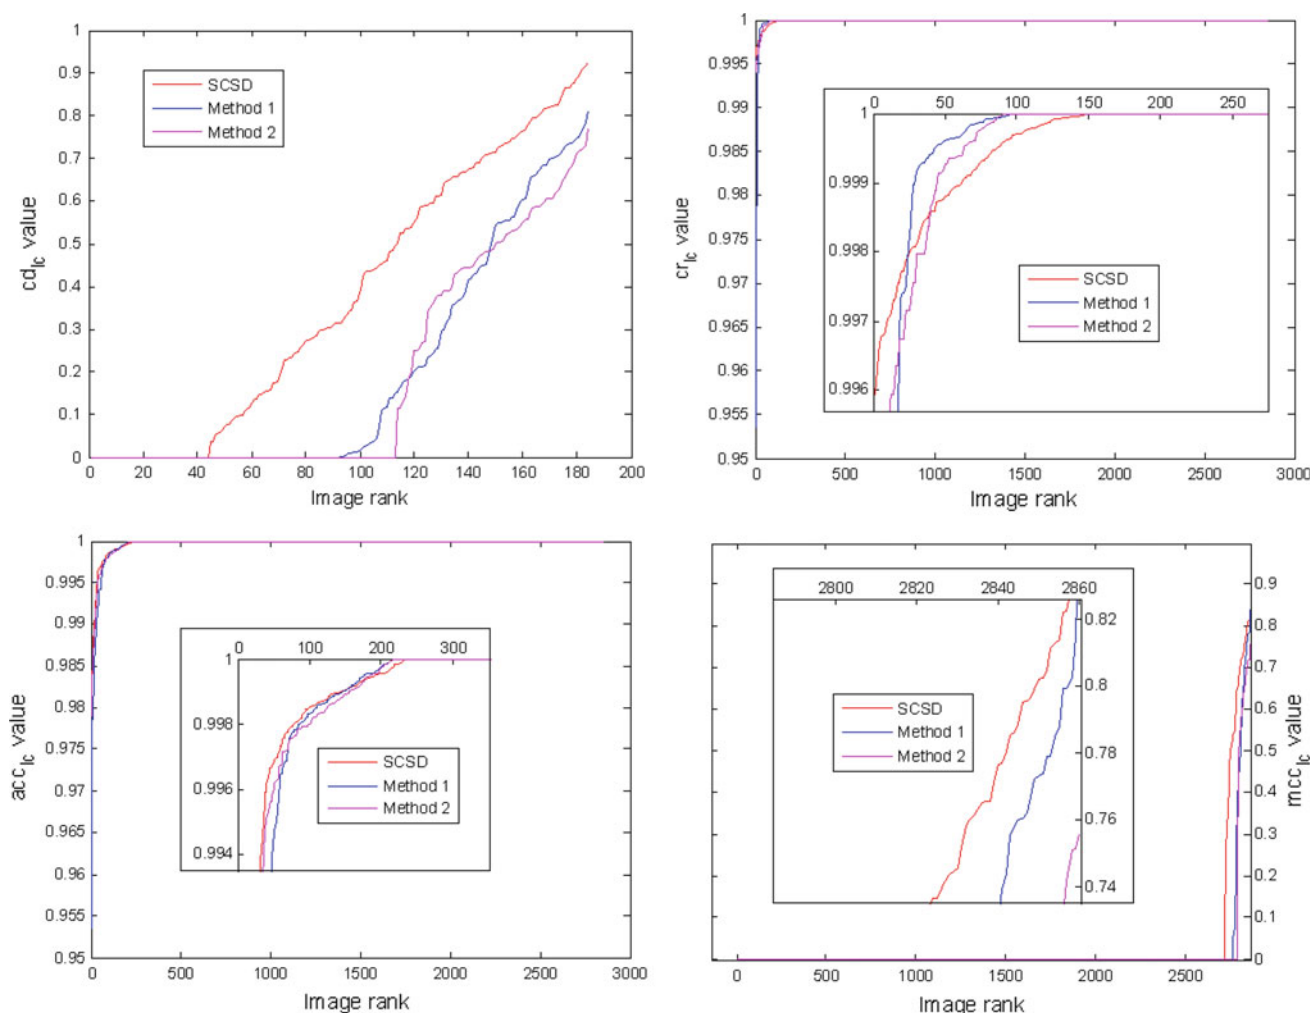 1
0.9
0.8
0.7
0.6
0.5
0.4
0.3
0.2
0.1
0
cd_lc value
SCSD
Method 1
Method 2
0 20 40 60 80 100 120 140 160 180 200
Image rank
1
0.995
0.99
0.985
0.98
0.975
0.97
0.965
0.96
0.955
0.95
cr_lc value
0 50 100 150 200 250
1
0.999
0.998
0.997
0.996
SCSD
Method 1
Method 2
0 500 1000 1500 2000 2500 3000
Image rank
1
0.995
0.99
0.985
0.98
0.975
0.97
0.965
0.96
0.955
0.95
acc_lc value
0 100 200 300
1
0.998
0.996
0.994
SCSD
Method 1
Method 2
0 500 1000 1500 2000 2500 3000
Image rank
2800 2820 2840 2860
0.82
0.8
0.78
0.76
0.74
SCSD
Method 1
Method 2
0.9
0.8
0.7
0.6
0.5
0.4
0.3
0.2
0.1
0
mcc_lc value
0 500 1000 1500 2000 2500
Image rank